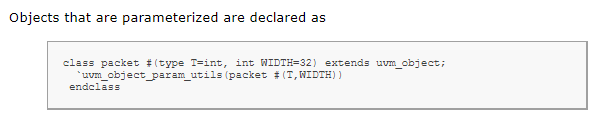 Objects that are parameterized are declared as
class packet #(type T=int, int WIDTH=32) extends uvm_object;
`uvm_object_param_utils(packet #(T,WIDTH))
endclass